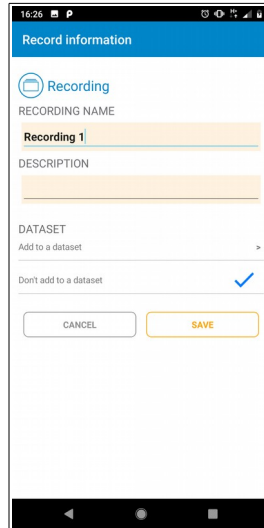 16:26
Record information
Recording
RECORDING NAME
Recording 1
DESCRIPTION
DATASET
Add to a dataset >
Don't add to a dataset
CANCEL SAVE